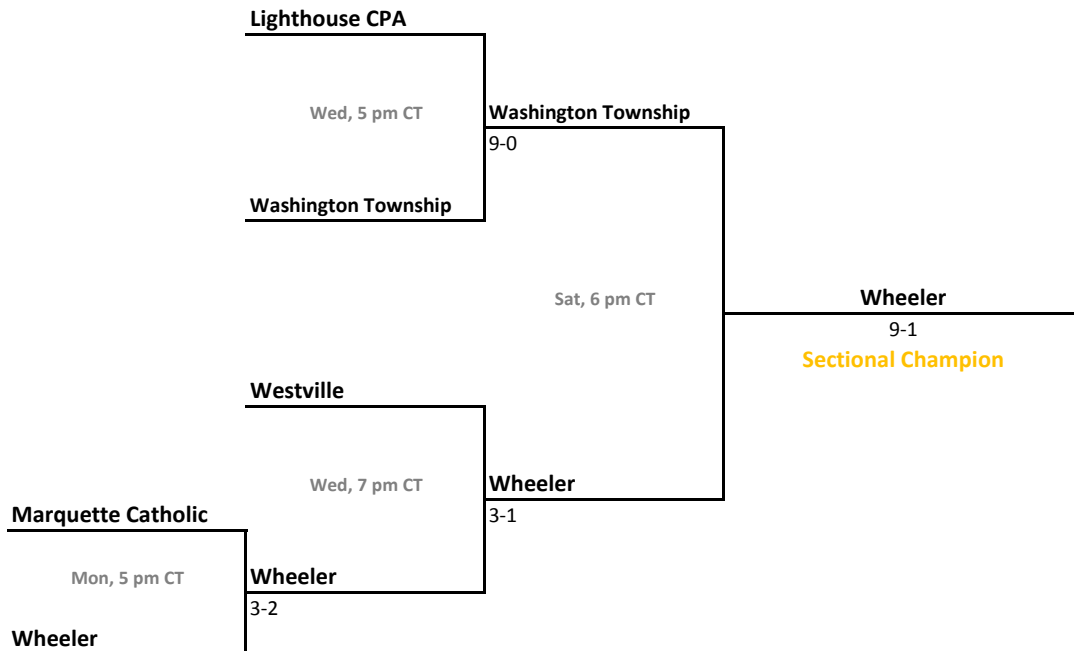 Lighthouse CPA
Wed, 5 pm CT
Washington Township
9-0
Washington Township
Sat, 6 pm CT
Wheeler
9-1
Sectional Champion
Westville
Wed, 7 pm CT
Wheeler
3-1
Marquette Catholic
Mon, 5 pm CT
Wheeler
3-2
Wheeler